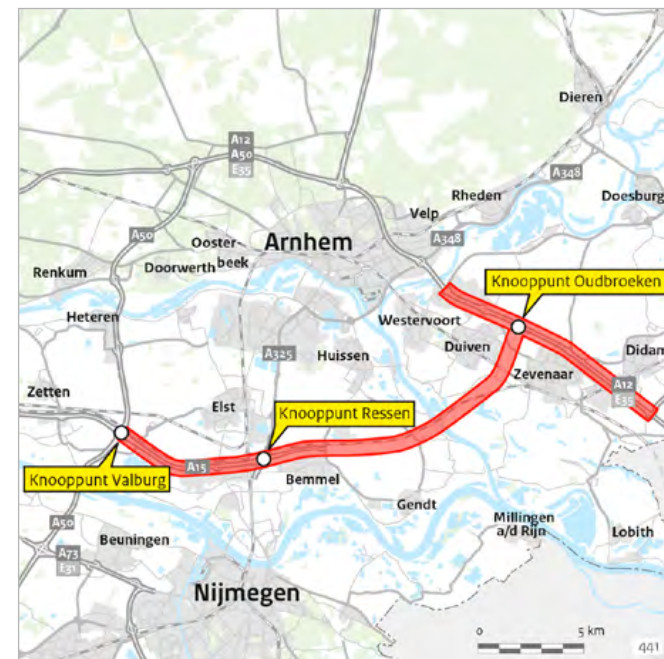 Dieren
A12
A50
E35
A348
Rheden
Doesburg
Velp
A50
Ooster
beek
Arnhem
A348
Renkum
Doorwerth
Knooppunt Oudbroeken
Heteren
Westervoort
A325
Huissen
Duiven
Didam
Zevenaar
Zetten
A12
E35
Elst
Knooppunt Ressen
Knooppunt Valburg
A15
Bemmel
Gendt
A50
Millingen
a/d Rijn
Lobith
Beuningen
A73
E31
Nijmegen
0
5 km
441